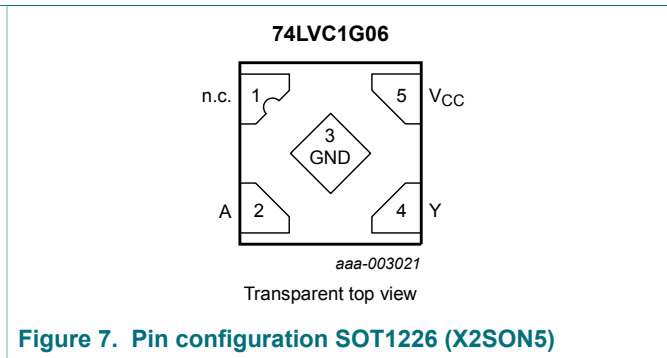 74LVC1G06
n.c. 1 5 VCC
3
GND
A 2 4 Y
aaa-003021
Transparent top view
Figure 7. Pin configuration SOT1226 (X2SON5)